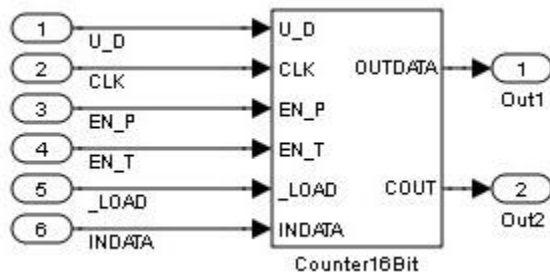 1
U_D
2
CLK
3
EN_P
4
EN_T
5
_LOAD
6
INDATA
U_D
CLK
EN_P
EN_T
_LOAD
INDATA
OUTDATA
COUT
Counter16Bit
1
Out1
2
Out2